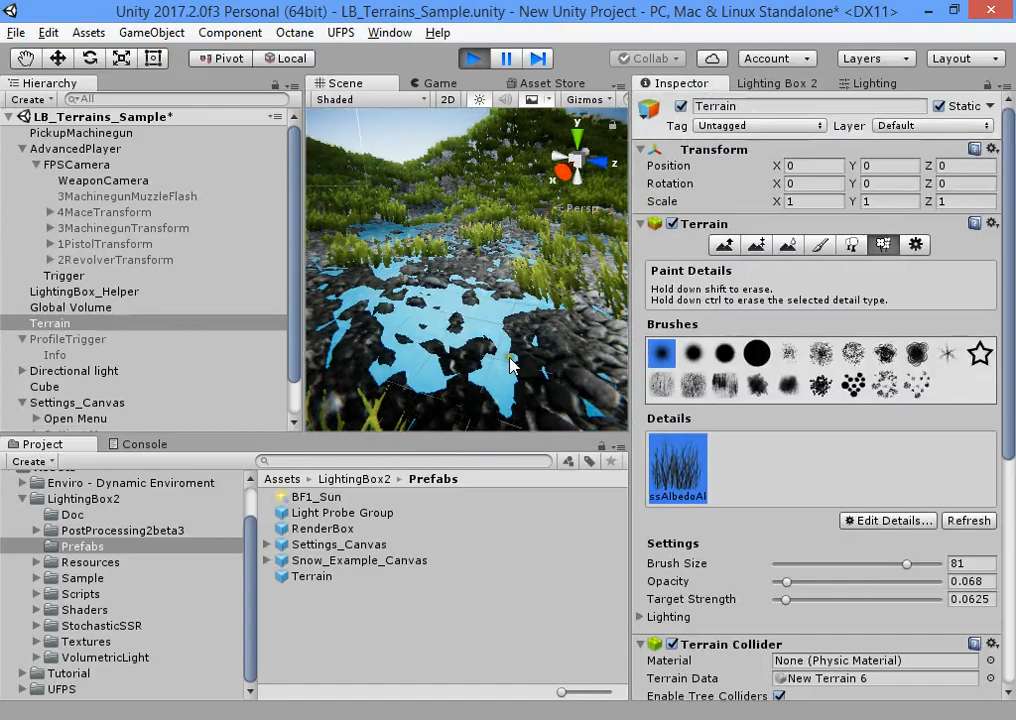 Unity 2017.2.0f3 Personal (64bit) - LB_Terrains_Sample.unity - New Unity Project - PC, Mac & Linux Standalone* <DX11>
File Edit Assets GameObject Component Octane UFPS Window Help
Pivot Local Collab Account Layers Layout
Hierarchy
Create All
LB_Terrains_Sample*
PickupMachinegun
AdvancedPlayer
FPSCamera
WeaponCamera
3MachinegunMuzzleFlash
4MaceTransform
3MachinegunTransform
1PistolTransform
2RevolverTransform
Trigger
LightingBox_Helper
Global Volume
Terrain
ProfileTrigger
Info
Directional light
Cube
Settings_Canvas
Open Menu
Scene Game Asset Store
Shaded 2D Gizmos
y
z
x
Persp
Project Console
Create
Enviro - Dynamic Enviroment
LightingBox2
Doc
PostProcessing2beta3
Prefabs
Resources
Sample
Scripts
Shaders
StochasticSSR
Textures
VolumetricLight
Tutorial
UFPS
Assets LightingBox2 Prefabs
BF1_Sun
Light Probe Group
RenderBox
Settings_Canvas
Snow_Example_Canvas
Terrain
Inspector Lighting Box 2 Lighting
Terrain Static
Tag Untagged Layer Default
Transform
Position X 0 Y 0 Z 0
Rotation X 0 Y 0 Z 0
Scale X 1 Y 1 Z 1
Terrain
Paint Details
Hold down shift to erase.
Hold down ctrl to erase the selected detail type.
Brushes
Details
ssAlbedoAl
Edit Details... Refresh
Settings
Brush Size 81
Opacity 0.068
Target Strength 0.0625
Lighting
Terrain Collider
Material None (Physic Material)
Terrain Data New Terrain 6
Enable Tree Colliders